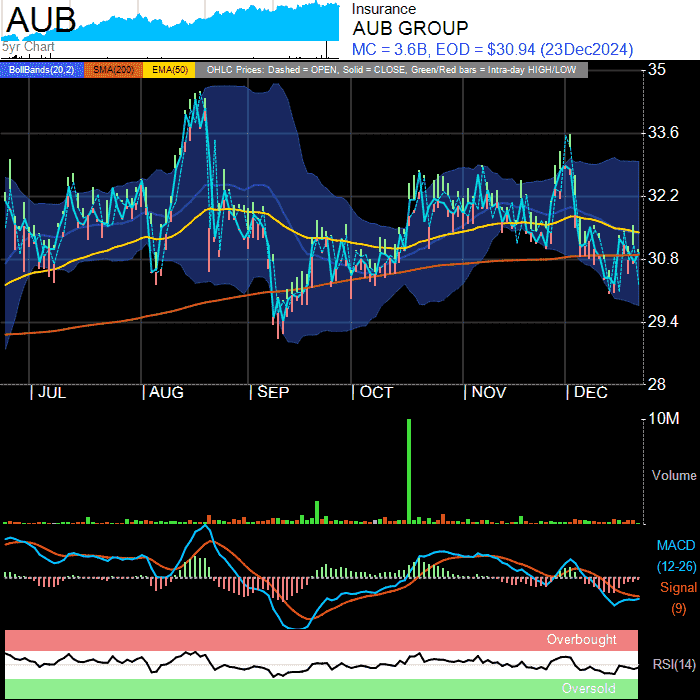 AUB
5yr Chart
Insurance
AUB GROUP
MC = 3.6B, EOD = $30.94 (23Dec2024)
BollBands(20,2) SMA(200) EMA(50) OHLC Prices: Dashed = OPEN, Solid = CLOSE, Green/Red bars = Intra-day HIGH/LOW
35
33.6
32.2
30.8
29.4
28
| JUL | AUG | SEP | OCT | NOV | DEC
10M
Volume
MACD
(12-26)
Signal
(9)
Overbought
RSI(14)
Oversold